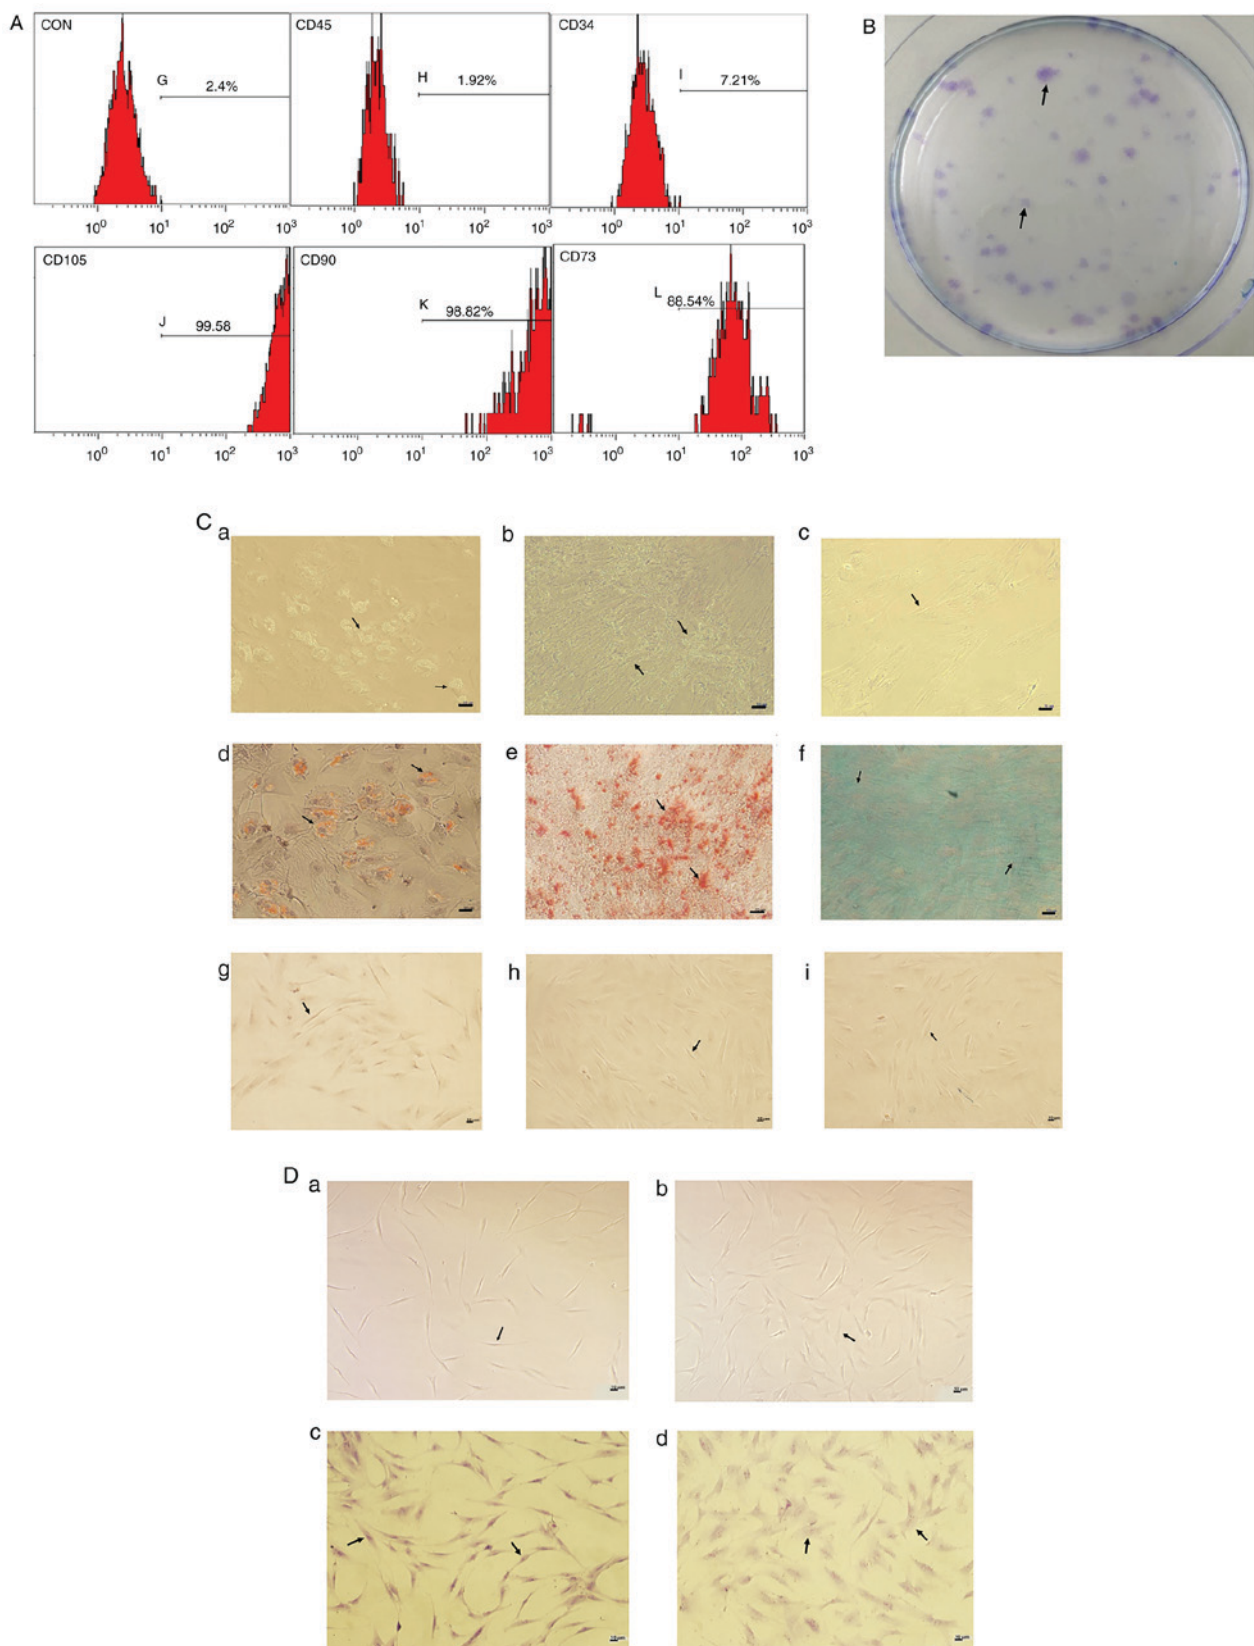 A
CON
G
2.4%
10⁰ 10¹ 10² 10³
CD45
H
1.92%
10⁰ 10¹ 10² 10³
CD34
I
7.21%
10⁰ 10¹ 10² 10³
CD105
J
99.58
10⁰ 10¹ 10² 10³
CD90
K
98.82%
10⁰ 10¹ 10² 10³
CD73
L
88.54%
10⁰ 10¹ 10² 10³
B
C
a
b
c
d
e
f
g
h
i
D
a
b
c
d